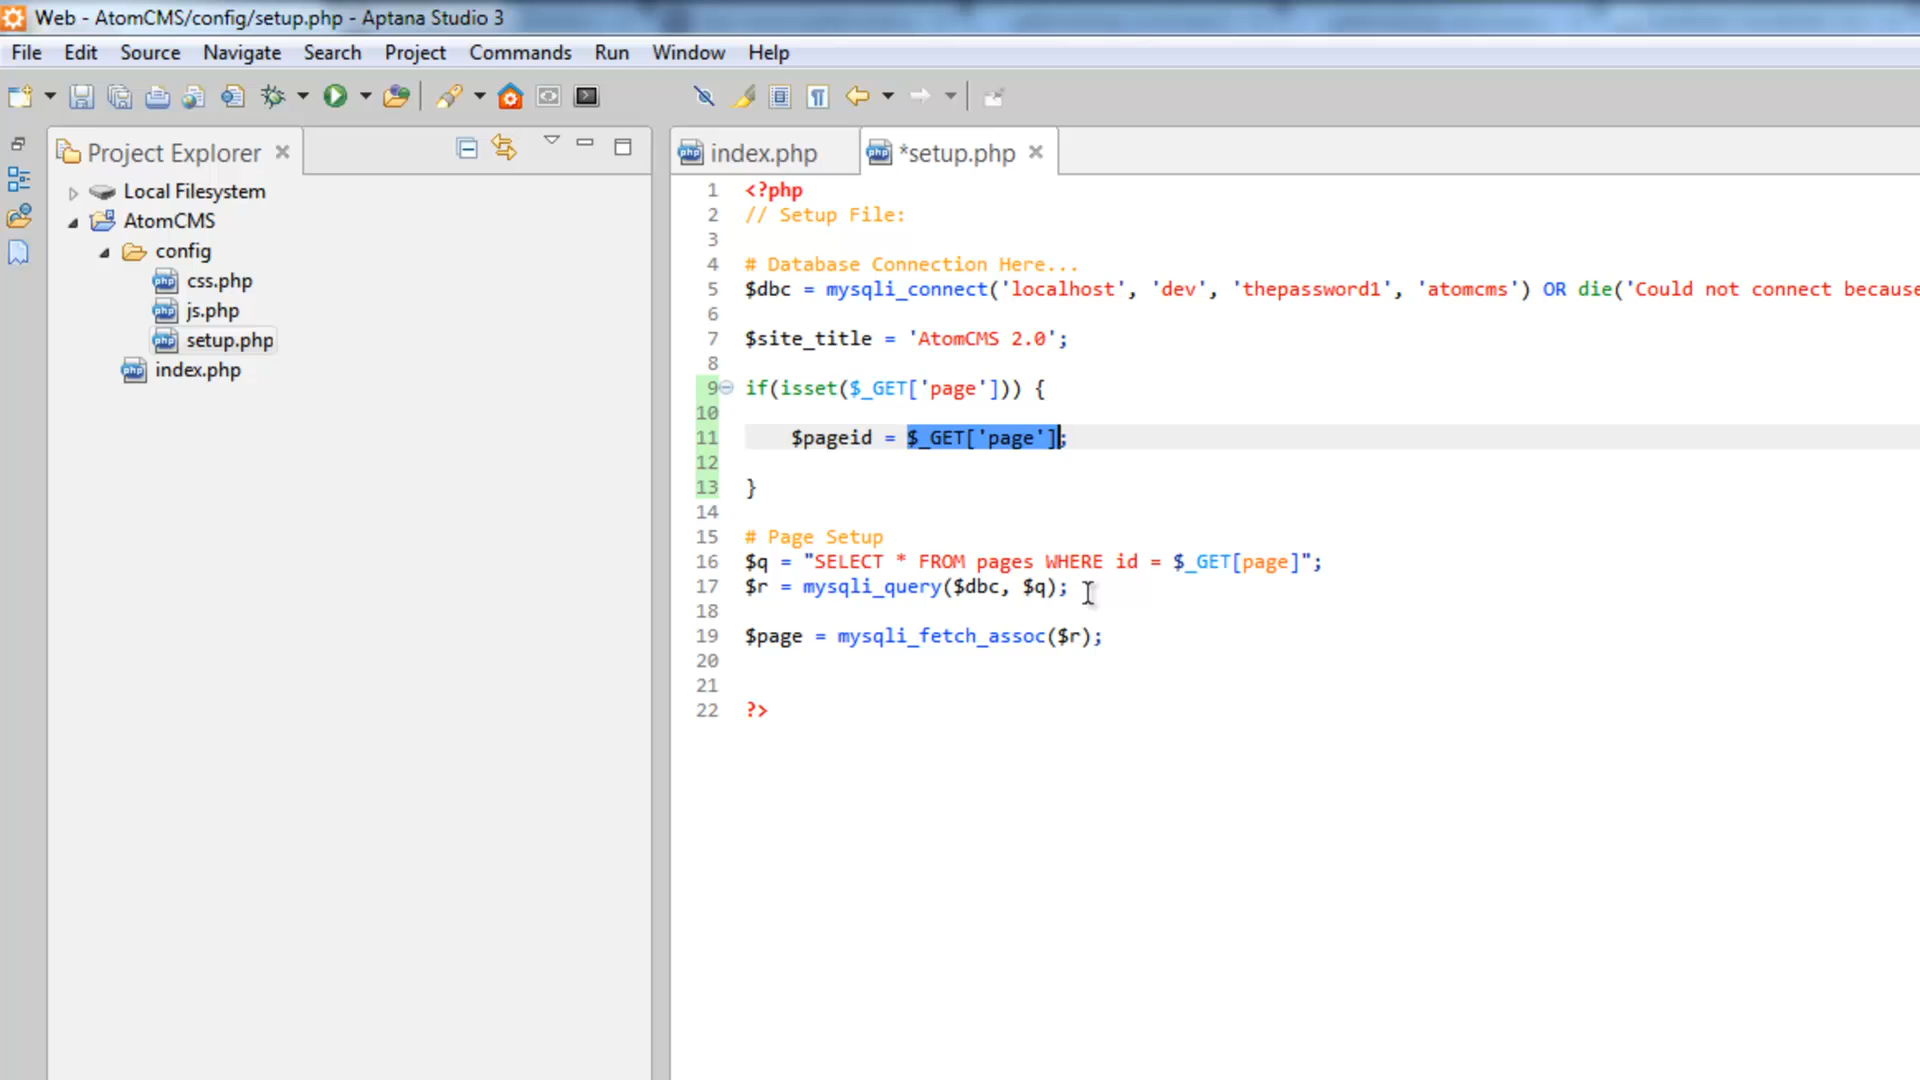 Web - AtomCMS/config/setup.php - Aptana Studio 3
File Edit Source Navigate Search Project Commands Run Window Help
Project Explorer
index.php
*setup.php
Local Filesystem
AtomCMS
config
css.php
js.php
setup.php
index.php
1 <?php
2 // Setup File:
3
4 # Database Connection Here...
5 $dbc = mysqli_connect('localhost', 'dev', 'thepassword1', 'atomcms') OR die('Could not connect because
6
7 $site_title = 'AtomCMS 2.0';
8
9 if(isset($_GET['page'])) {
10
11 $pageid = $_GET['page'];
12
13 }
14
15 # Page Setup
16 $q = "SELECT * FROM pages WHERE id = $_GET[page]";
17 $r = mysqli_query($dbc, $q);
18
19 $page = mysqli_fetch_assoc($r);
20
21
22 ?>